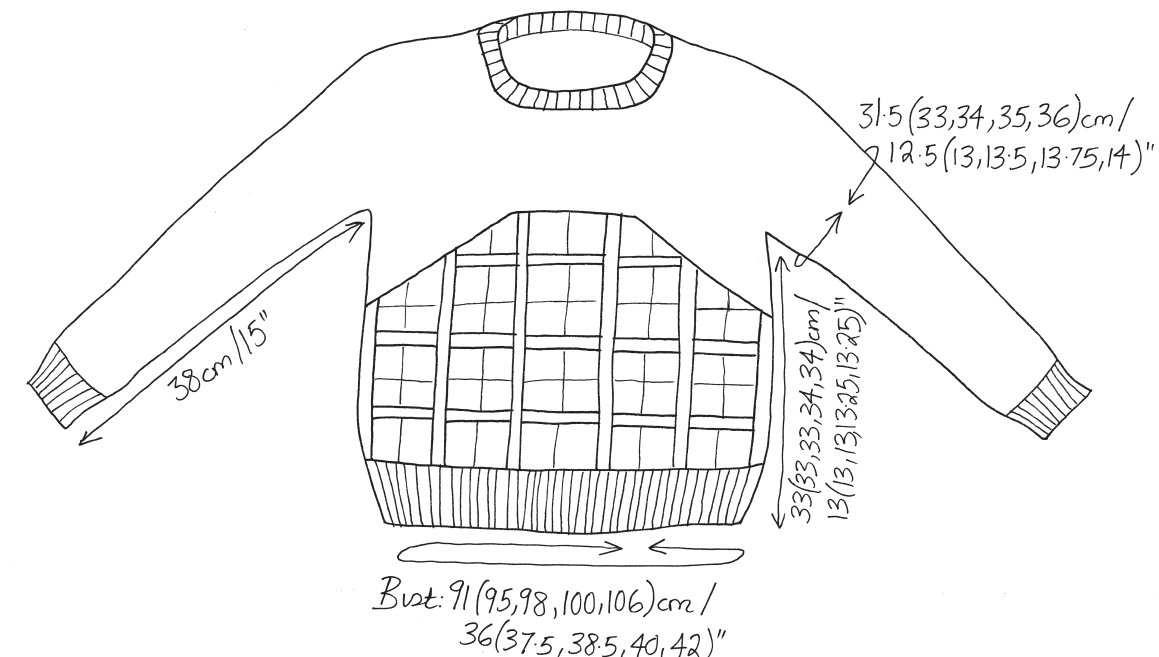 31.5(33,34,35,36)cm/
12.5(13,13.5,13.75,14)"
38cm/15"
33(33,33,34,34)cm/
13(13,13,13.25,13.25)"
Bust: 91(95,98,100,106)cm/
36(37.5,38.5,40,42)"